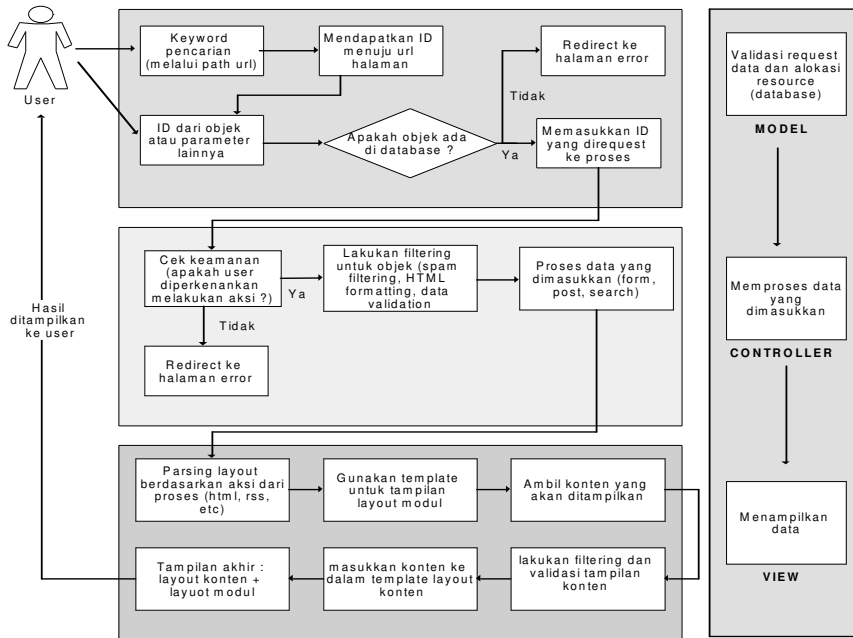 User
Keyword
pencarian
(melalui path url)
Mendapatkan ID
menuju url
halaman
Redirect ke
halaman error
Tidak
ID dari objek
atau parameter
lainnya
Apakah objek ada
di database ?
Ya
Memasukkan ID
yang direquest
ke proses
Cek keamanan
(apakah user
diperkenankan
melakukan aksi ?)
Ya
Lakukan filtering
untuk objek (spam
filtering, HTML
formatting, data
validation
Proses data yang
dimasukkan (form,
post, search)
Tidak
Redirect ke
halaman error
Hasil
ditampilkan
ke user
Parsing layout
berdasarkan aksi dari
proses (html, rss,
etc)
Gunakan template
untuk tampilan
layout modul
Ambil konten yang
akan ditampilkan
lakukan filtering dan
validasi tampilan
konten
masukkan konten ke
dalam template layout
konten
Tampilan akhir :
layout konten +
layuot modul
Validasi request
data dan alokasi
resource
(database)
MODEL
Memproses data
yang
dimasukkan
CONTROLLER
Menampilkan
data
VIEW